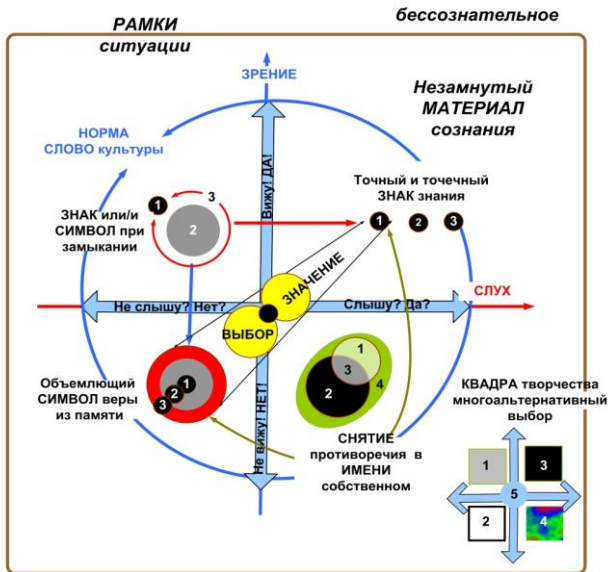 РАМКИ
ситуации
бессознательное
ЗРЕНИЕ
Незамнутый
МАТЕРИАЛ
сознания
НОРМА
СЛОВО культуры
Вижу! ДА!
ЗНАК или/и
СИМВОЛ при
замыкании
1
3
2
Точный и точечный
ЗНАК знания
1
2
3
ЗНАЧЕНИЕ
Не слышу? Нет?
Слышу? Да?
СЛУХ
ВЫБОР
Объемлющий
СИМВОЛ веры
из памяти
1
2
3
Не вижу! НЕТ!
1
3
2
4
СНЯТИЕ
противоречия в
ИМЕНИ
собственном
КВАДРА творчества
многоальтернативный
выбор
1
3
5
2
4